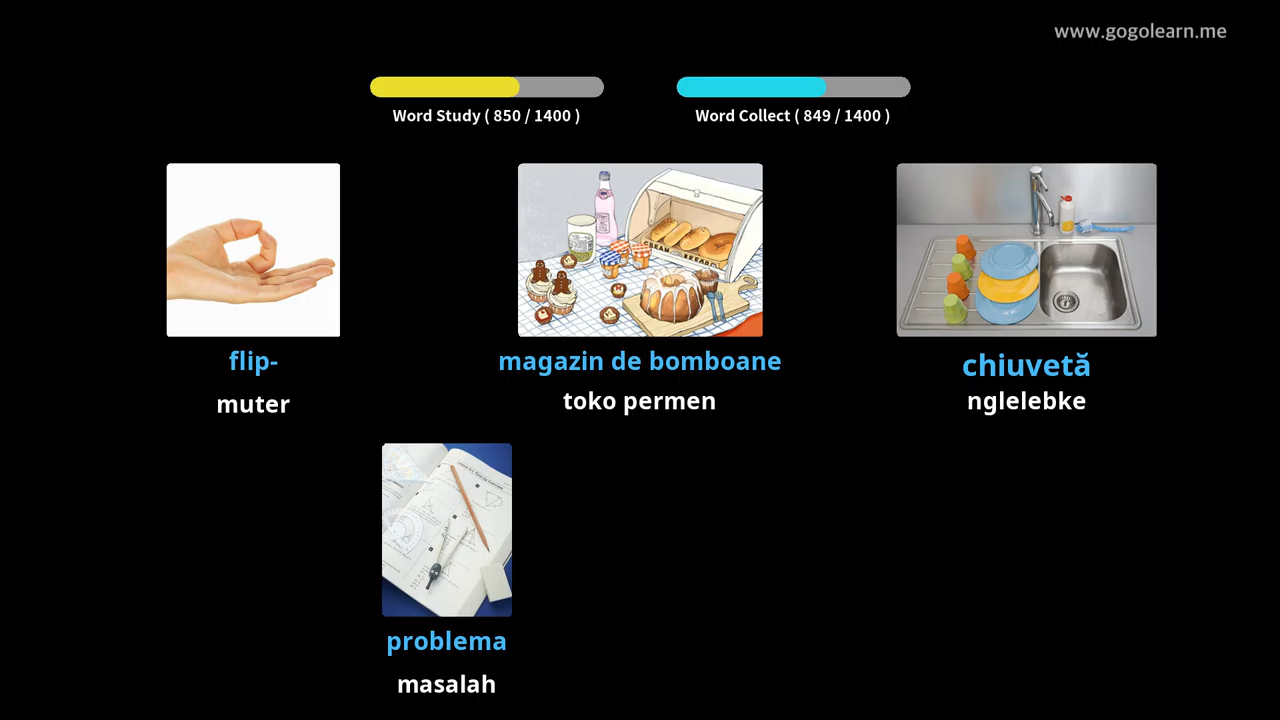 www.gogolearn.me
Word Study ( 850 / 1400 )
Word Collect ( 849 / 1400 )
flip-
muter
magazin de bomboane
toko permen
chiuvetă
nglelebke
problema
masalah